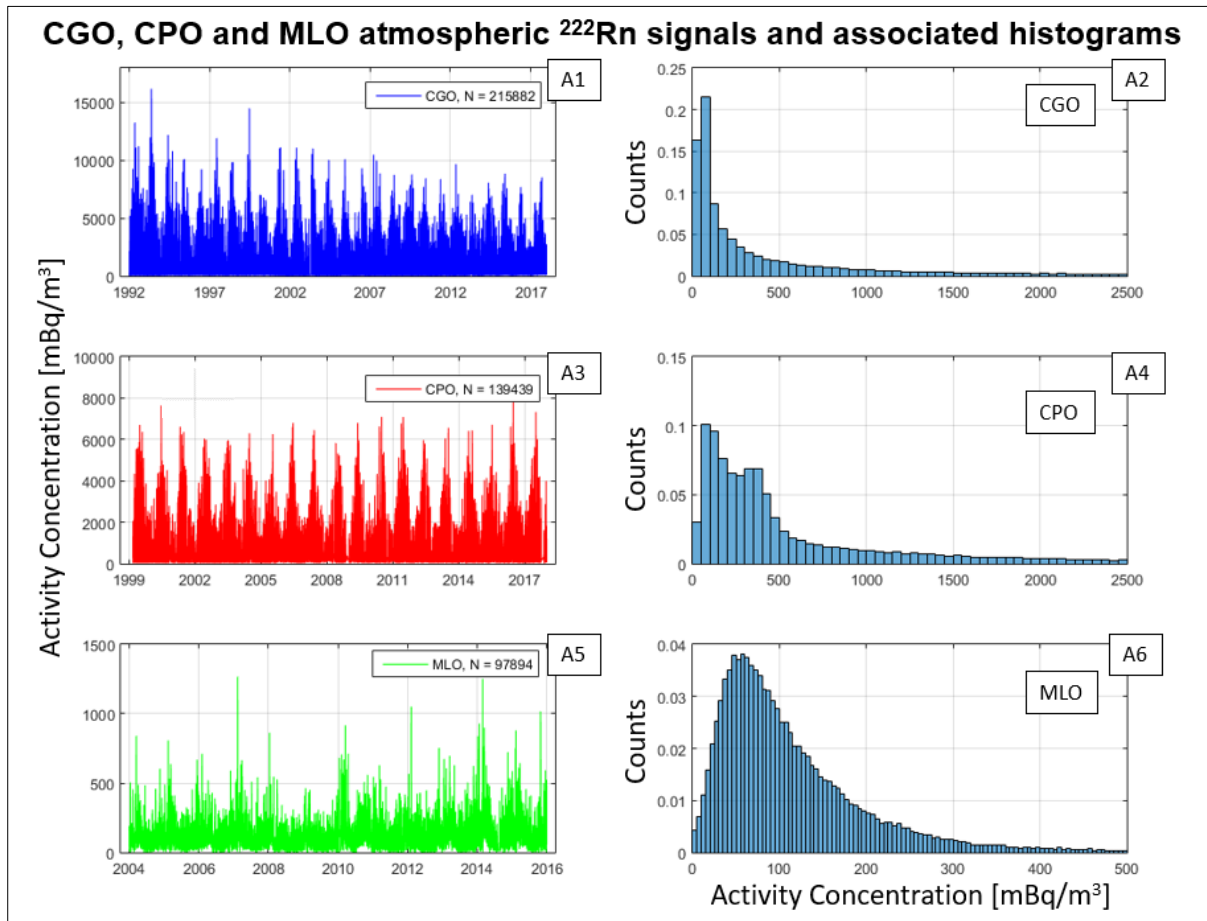 CGO, CPO and MLO atmospheric ²²²Rn signals and associated histograms
Activity Concentration [mBq/m³]
A1
CGO, N = 215882
15000
10000
5000
0
1992 1997 2002 2007 2012 2017
A2
CGO
Counts
0.25
0.2
0.15
0.1
0.05
0
0 500 1000 1500 2000 2500
A3
CPO, N = 139439
10000
8000
6000
4000
2000
0
1999 2002 2005 2008 2011 2014 2017
A4
CPO
Counts
0.15
0.1
0.05
0
0 500 1000 1500 2000 2500
A5
MLO, N = 97894
1500
1000
500
0
2004 2006 2008 2010 2012 2014 2016
A6
MLO
Counts
0.04
0.03
0.02
0.01
0
0 100 200 300 400 500
Activity Concentration [mBq/m³]